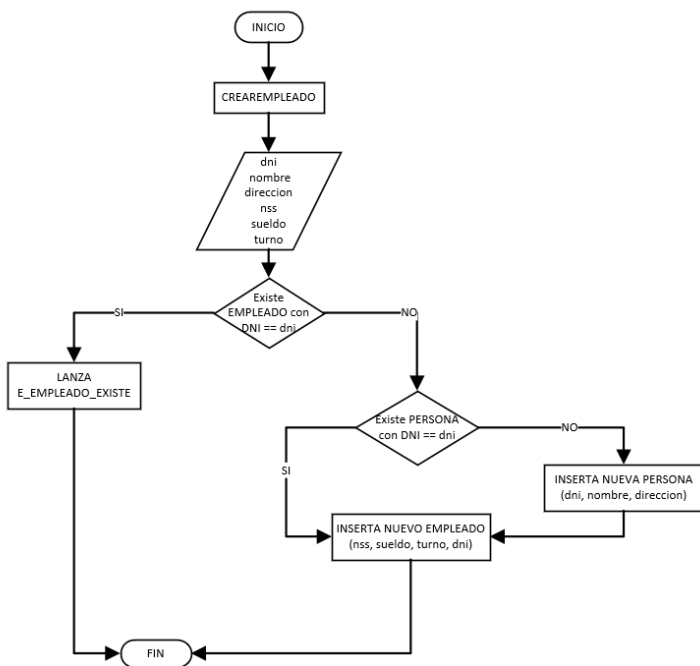 INICIO
CREAREMPLEADO
dni
nombre
direccion
nss
sueldo
turno
Existe
EMPLEADO con
DNI == dni
SI
NO
LANZA
E_EMPLEADO_EXISTE
Existe PERSONA
con DNI == dni
NO
SI
INSERTA NUEVA PERSONA
(dni, nombre, direccion)
INSERTA NUEVO EMPLEADO
(nss, sueldo, turno, dni)
FIN